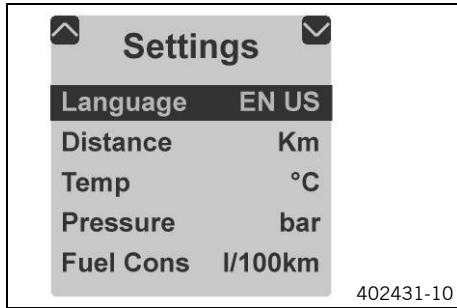 Settings
Language EN US
Distance Km
Temp °C
Pressure bar
Fuel Cons l/100km
402431-10